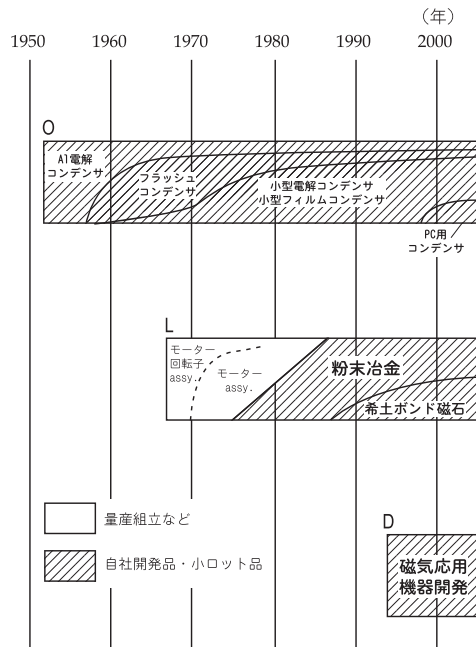 (年)
1950 1960 1970 1980 1990 2000
O
Al電解
コンデンサ
フラッシュ
コンデンサ
小型電解コンデンサ
小型フィルムコンデンサ
PC用
コンデンサ
L
モーター
回転子
assy.
モーター
assy.
粉末冶金
希土ボンド磁石
量産組立など
自社開発品・小ロット品
D
磁気応用
機器開発